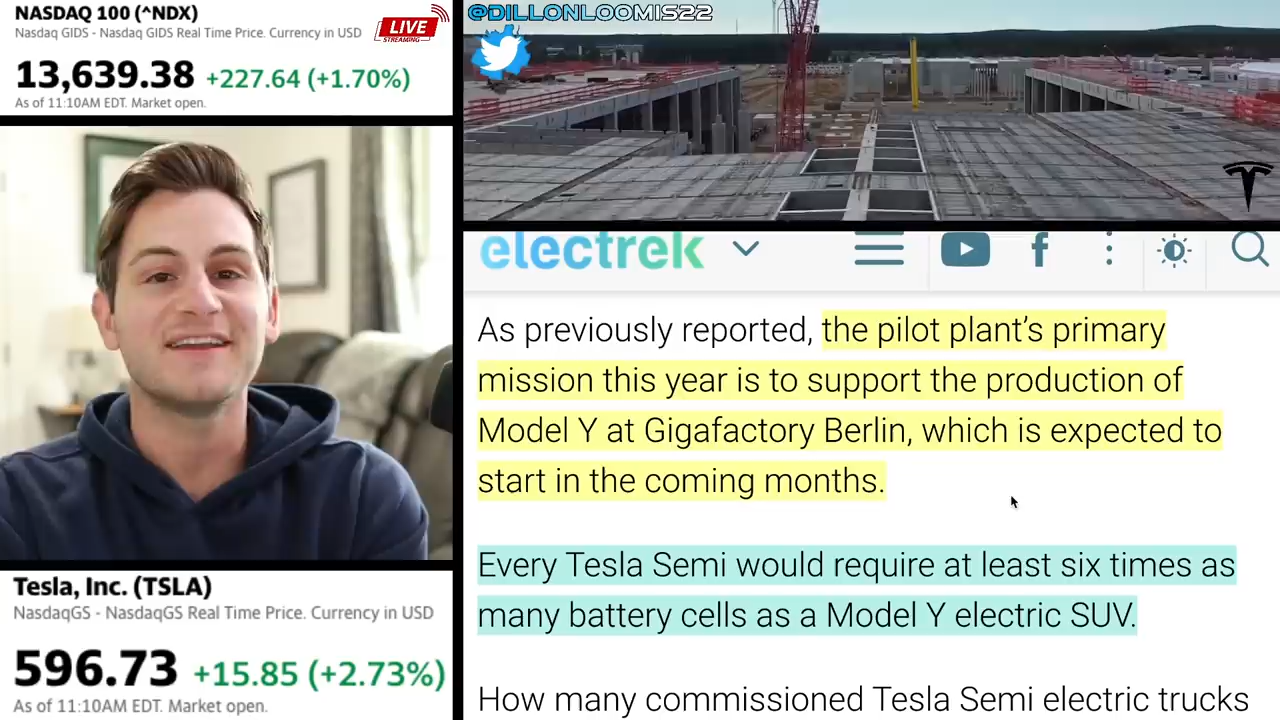 NASDAQ 100 (^NDX)
Nasdaq GIDS - Nasdaq GIDS Real Time Price. Currency in USD
LIVE
STREAMING
13,639.38 +227.64 (+1.70%)
As of 11:10AM EDT. Market open.
@DILLONLOOMIS22
electrek
As previously reported, the pilot plant's primary
mission this year is to support the production of
Model Y at Gigafactory Berlin, which is expected to
start in the coming months.
Every Tesla Semi would require at least six times as
many battery cells as a Model Y electric SUV.
How many commissioned Tesla Semi electric trucks
Tesla, Inc. (TSLA)
NasdaqGS - NasdaqGS Real Time Price. Currency in USD
596.73 +15.85 (+2.73%)
As of 11:10AM EDT. Market open.